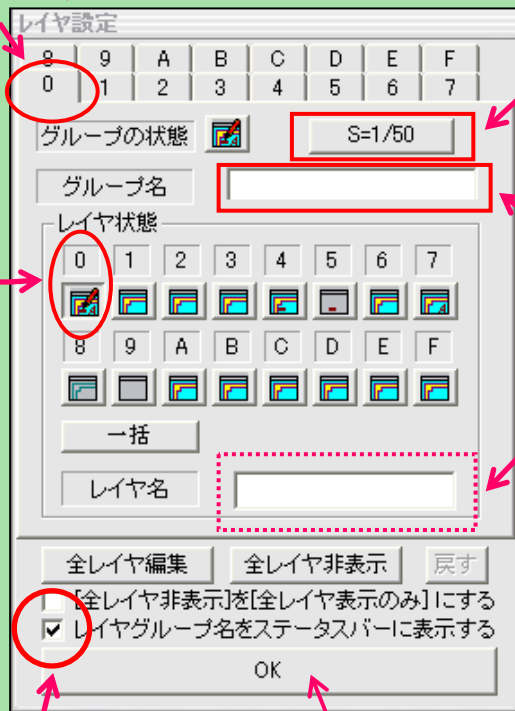 レイヤ設定
8 9 A B C D E F
0 1 2 3 4 5 6 7
グループの状態 S=1/50
グループ名
レイヤ状態
0 1 2 3 4 5 6 7
8 9 A B C D E F
一括
レイヤ名
全レイヤ編集 全レイヤ非表示 戻す
[全レイヤ非表示]を[全レイヤ表示のみ]にする
レイヤグループ名をステータスバーに表示する
OK